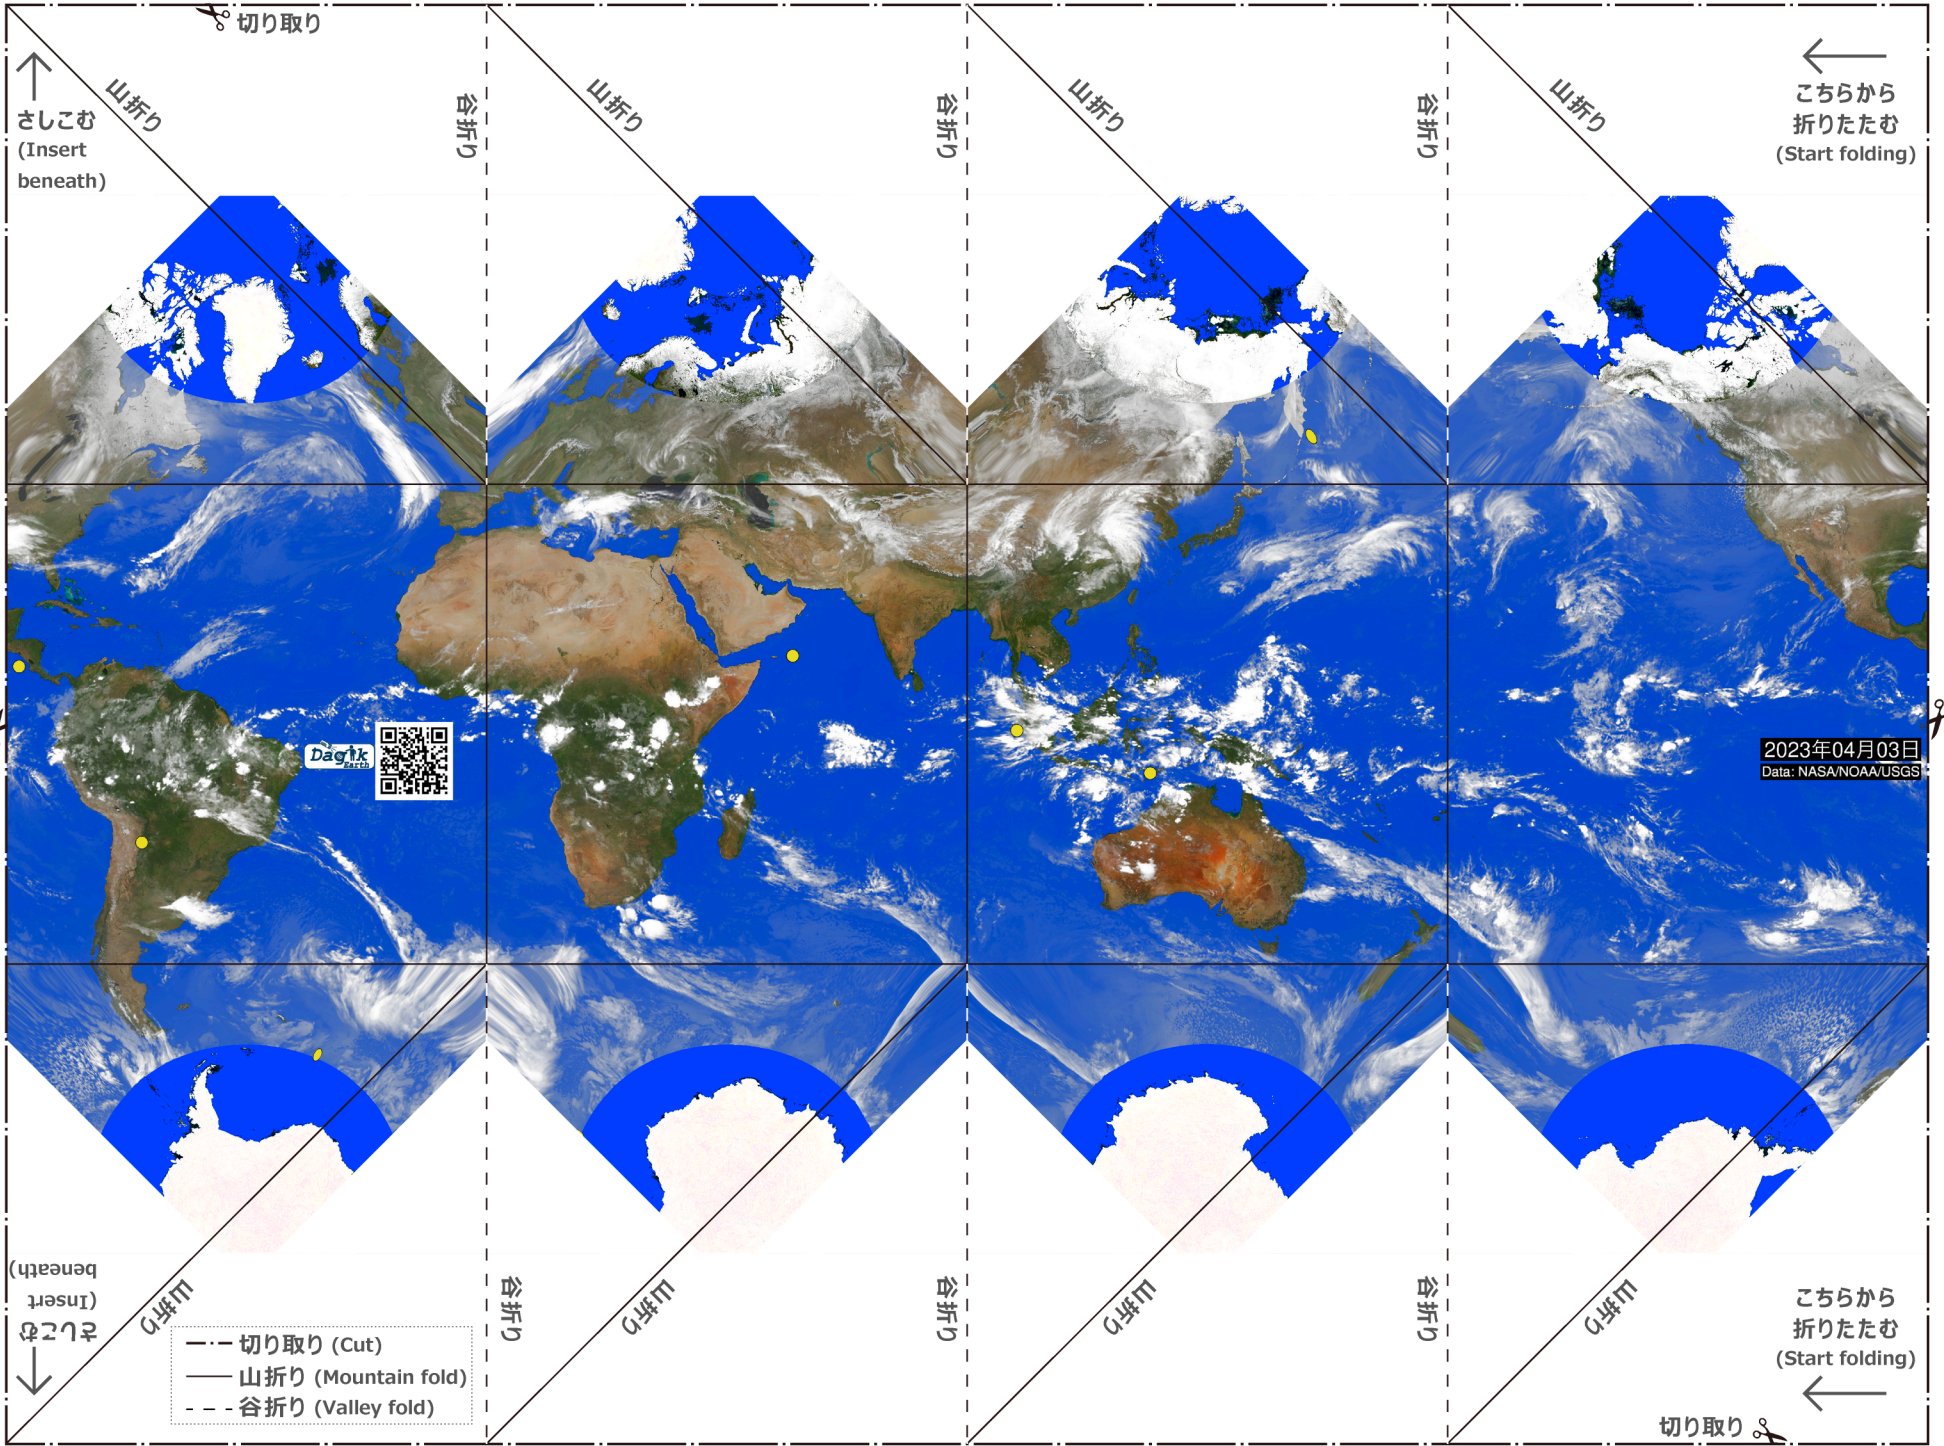 切り取り
山折り
谷折り
山折り
谷折り
山折り
谷折り
山折り
さしこむ
(Insert
beneath)
こちらから
折りたたむ
(Start folding)
Dagik
Earth
2023年04月03日
Data: NASA/NOAA/USGS
さしこむ
(Insert
beneath)
山折り
谷折り
山折り
谷折り
山折り
谷折り
山折り
切り取り (Cut)
山折り (Mountain fold)
谷折り (Valley fold)
こちらから
折りたたむ
(Start folding)
切り取り